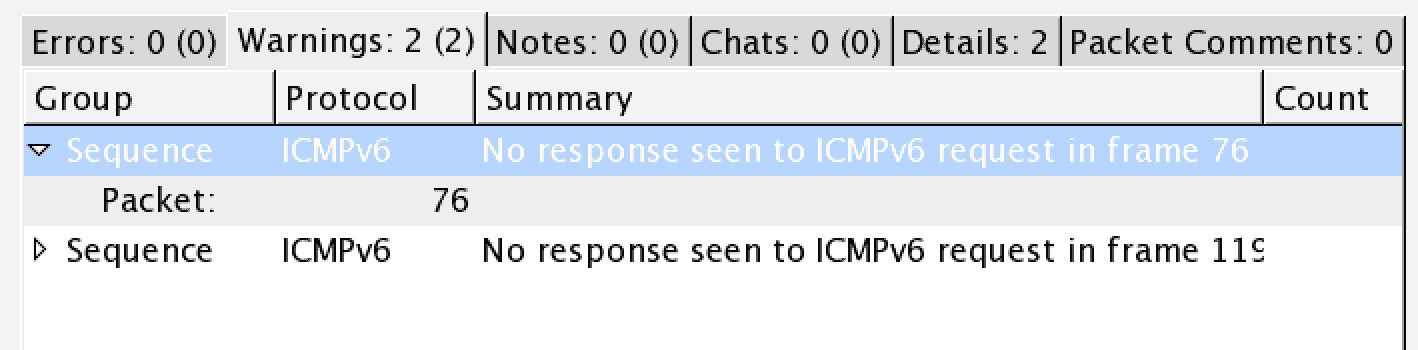 Errors: 0 (0) Warnings: 2 (2) Notes: 0 (0) Chats: 0 (0) Details: 2 Packet Comments: 0
Group Protocol Summary Count
Sequence ICMPv6 No response seen to ICMPv6 request in frame 76
Packet: 76
Sequence ICMPv6 No response seen to ICMPv6 request in frame 119